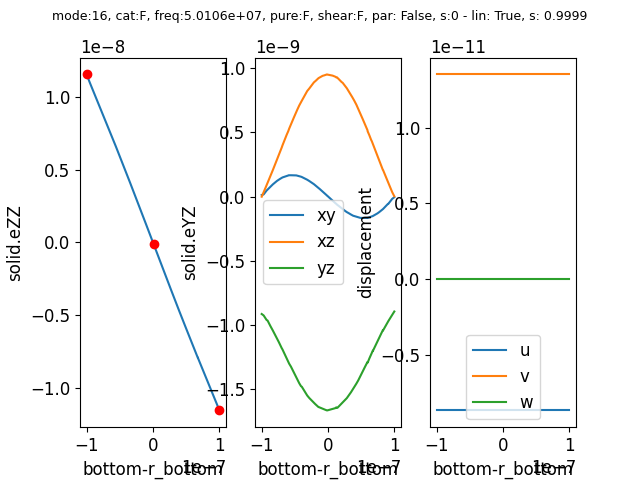 mode:16, cat:F, freq:5.0106e+07, pure:F, shear:F, par: False, s:0 - lin: True, s: 0.9999
1e−8
1.0
0.5
0.0
−0.5
−1.0
solid.eZZ
−1
0
1
1e−7
bottom-r_bottom
1e−9
1.0
0.5
0.0
−0.5
−1.0
−1.5
solid.eYZ
xy
xz
yz
−1
0
1
1e−7
bottom-r_bottom
1e−11
1.0
0.5
0.0
−0.5
displacement
u
v
w
−1
0
1
1e−7
bottom-r_bottom